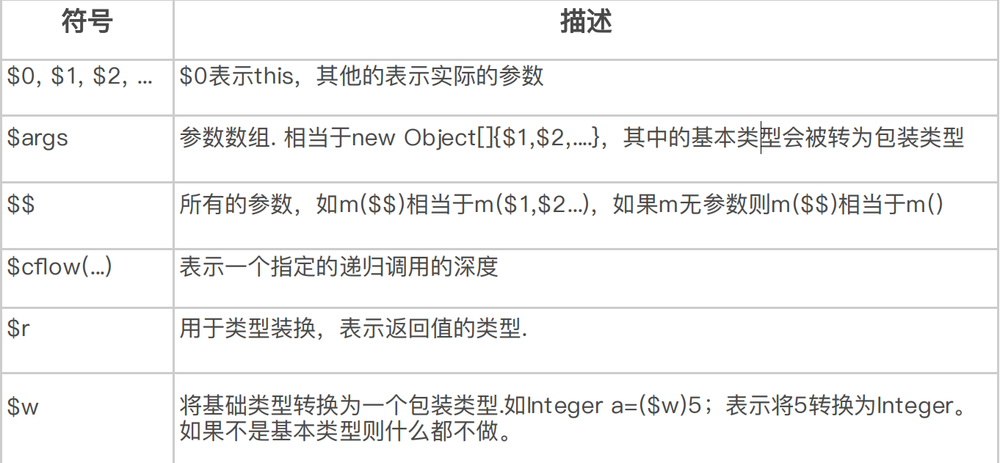 符号 描述
$0, $1, $2, ... $0表示this，其他的表示实际的参数
$args 参数数组. 相当于new Object[]{$1,$2,....}，其中的基本类型会被转为包装类型
$$ 所有的参数，如m($$)相当于m($1,$2...)，如果m无参数则m($$)相当于m()
$cflow(...) 表示一个指定的递归调用的深度
$r 用于类型装换，表示返回值的类型.
$w 将基础类型转换为一个包装类型.如Integer a=($w)5；表示将5转换为Integer。
如果不是基本类型则什么都不做。